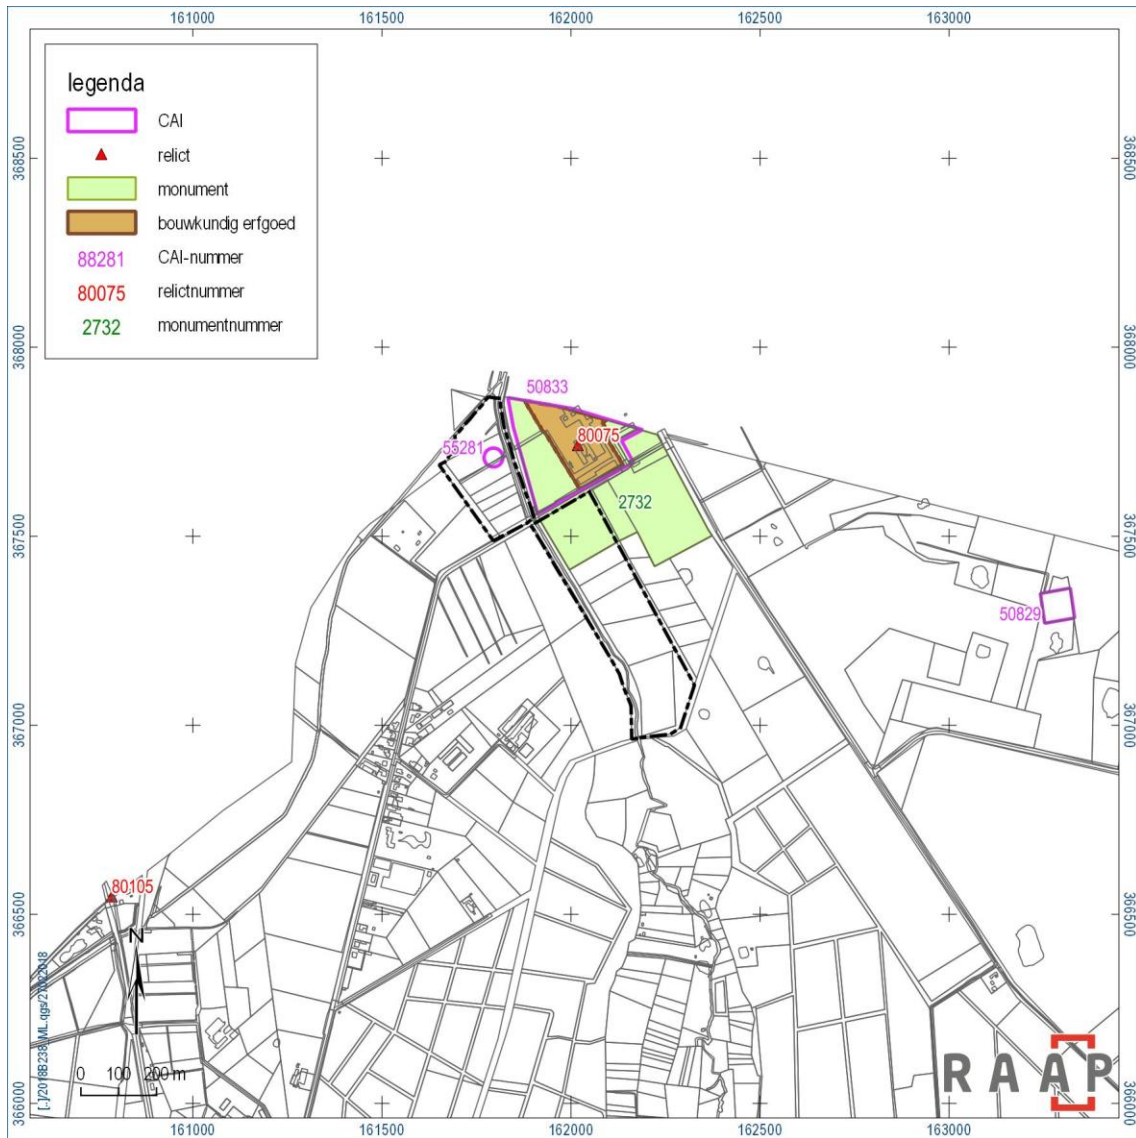 161000 161500 162000 162500 163000
legenda
CAI
relict
monument
bouwkundig erfgoed
88281 CAI-nummer
80075 relictnummer
2732 monumentnummer
368500 368500
368000 368000
50833
80075
55281
2732
367500 367500
50829
367000 367000
80105
366500 366500
N
0 100 200 m
RAAP
366000 366000
161000 161500 162000 162500 163000